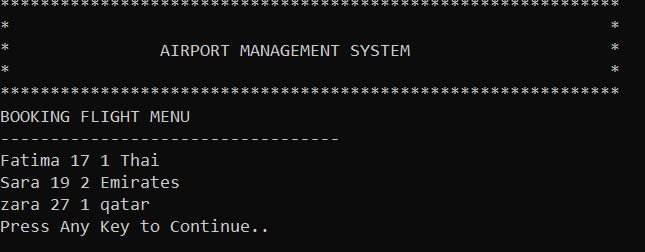 **************************************************************
* *
* AIRPORT MANAGEMENT SYSTEM *
* *
**************************************************************
BOOKING FLIGHT MENU
----------------------------------
Fatima 17 1 Thai
Sara 19 2 Emirates
zara 27 1 qatar
Press Any Key to Continue..